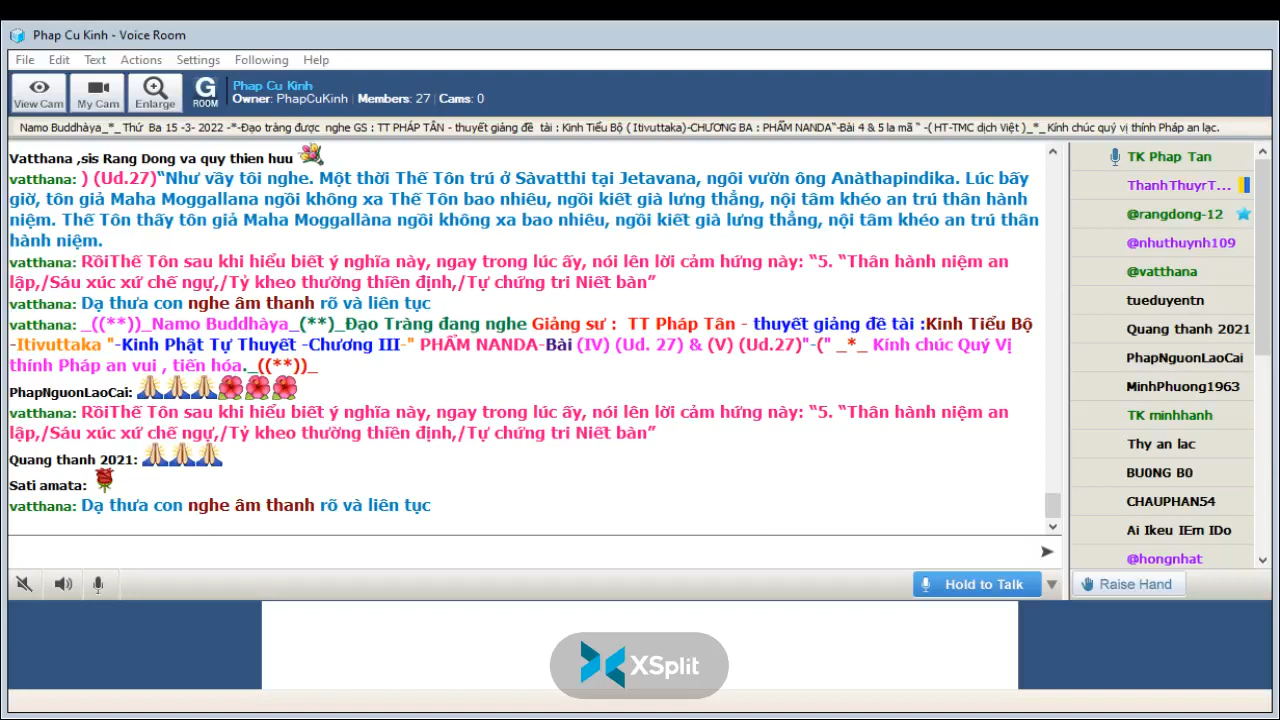 Phap Cu Kinh - Voice Room
File Edit Text Actions Settings Following Help
View Cam My Cam Enlarge G ROOM
Phap Cu Kinh
Owner: PhapCuKinh | Members: 27 | Cams: 0
Namo Buddhàya_*_Thứ Ba 15 -3- 2022 -*-Đạo tràng được nghe GS : TT PHÁP TÂN - thuyết giảng đề tài : Kinh Tiểu Bộ ( Itivuttaka)-CHƯƠNG BA : PHẨM NANDA"-Bài 4 & 5 la mã " -( HT-TMC dịch Việt )_*_ Kính chúc quý vị thính Pháp an lạc.
Vatthana ,sis Rang Dong va quy thien huu
vatthana: ) (Ud.27)“Như vầy tôi nghe. Một thời Thế Tôn trú ở Sàvatthi tại Jetavana, ngôi vườn ông Anàthapindika. Lúc bấy
giờ, tôn giả Maha Moggallana ngồi không xa Thế Tôn bao nhiêu, ngồi kiết già lưng thẳng, nội tâm khéo an trú thân hành
niệm. Thế Tôn thấy tôn giả Maha Moggallàna ngồi không xa bao nhiêu, ngồi kiết già lưng thẳng, nội tâm khéo an trú thân
hành niệm.
vatthana: RồiThế Tôn sau khi hiểu biết ý nghĩa này, ngay trong lúc ấy, nói lên lời cảm hứng này: “5. “Thân hành niệm an
lập,/Sáu xúc xứ chế ngự,/Tỷ kheo thường thiền định,/Tự chứng tri Niết bàn”
vatthana: Dạ thưa con nghe âm thanh rõ và liên tục
vatthana: _((**))_Namo Buddhàya_(**)_Đạo Tràng đang nghe Giảng sư : TT Pháp Tân - thuyết giảng đề tài :Kinh Tiểu Bộ
-Itivuttaka "-Kinh Phật Tự Thuyết -Chương III-" PHẨM NANDA-Bài (IV) (Ud. 27) & (V) (Ud.27)"-(" _*_ Kính chúc Quý Vị
thính Pháp an vui , tiến hóa._((**))_
PhapNguonLaoCai:
vatthana: RồiThế Tôn sau khi hiểu biết ý nghĩa này, ngay trong lúc ấy, nói lên lời cảm hứng này: “5. “Thân hành niệm an
lập,/Sáu xúc xứ chế ngự,/Tỷ kheo thường thiền định,/Tự chứng tri Niết bàn”
Quang thanh 2021:
Sati amata:
vatthana: Dạ thưa con nghe âm thanh rõ và liên tục
Hold to Talk
TK Phap Tan
ThanhThuyrT...
@rangdong-12
@nhuthuynh109
@vatthana
tueduyentn
Quang thanh 2021
PhapNguonLaoCai
MinhPhuong1963
TK minhhanh
Thy an lac
BU0NG B0
CHAUPHAN54
Ai Ikeu IEm IDo
@hongnhat
Raise Hand
XSplit